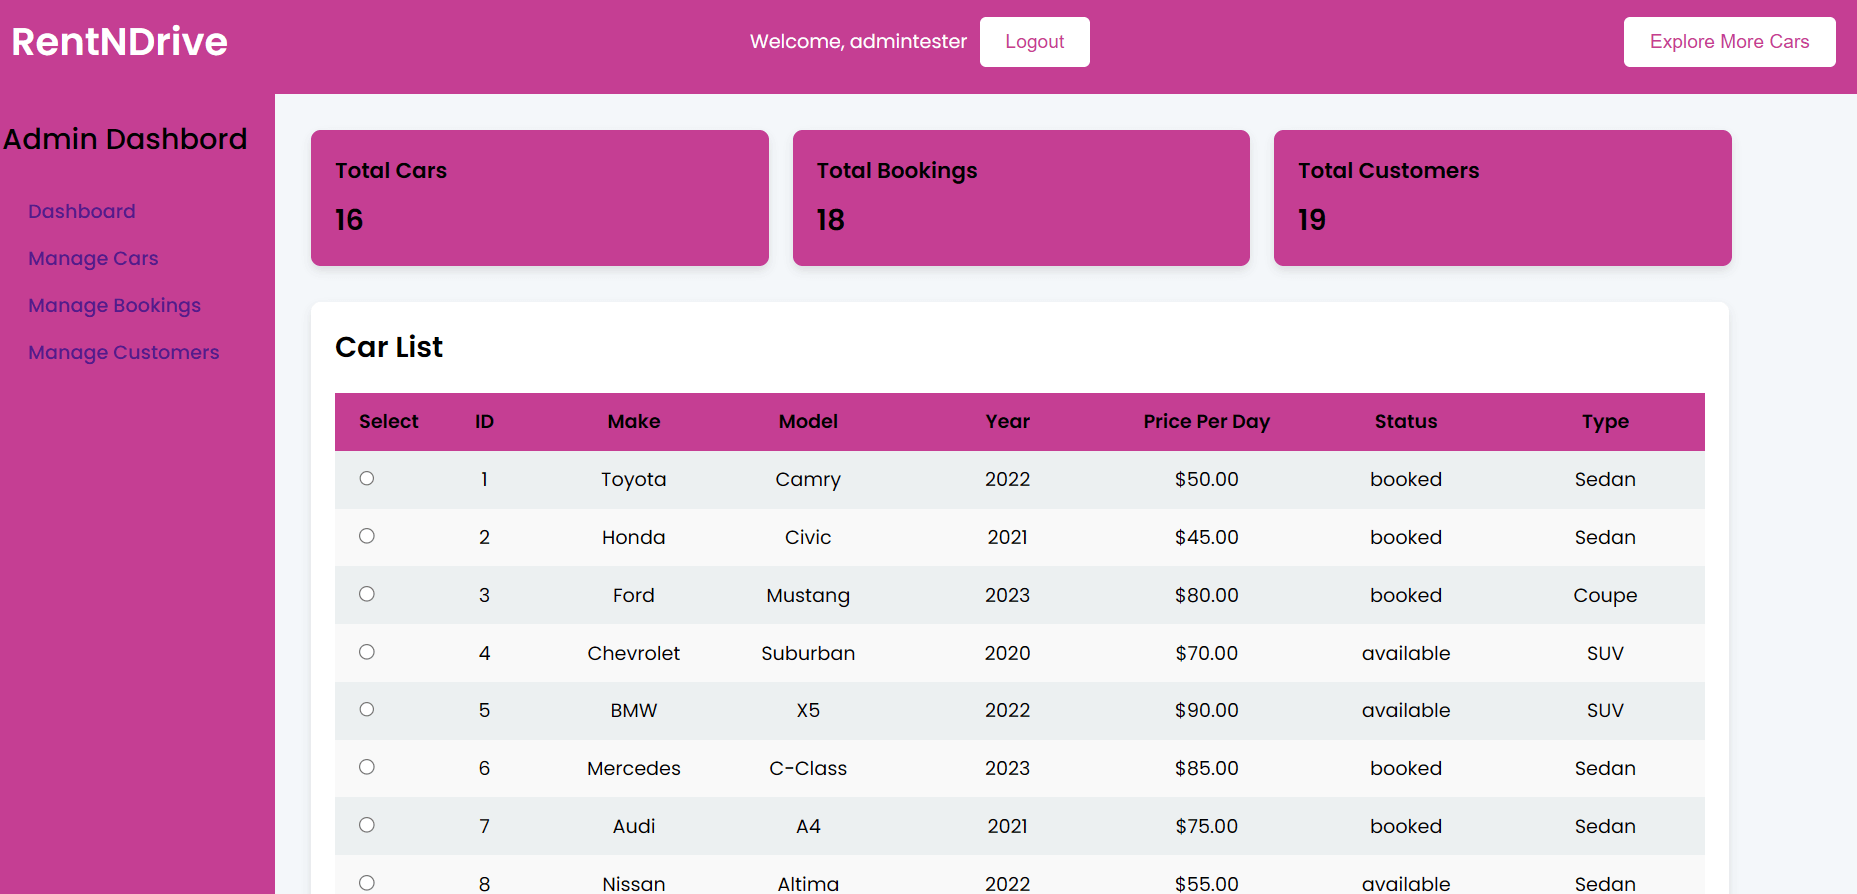 RentNDrive
Welcome, admintester Logout
Explore More Cars
Admin Dashbord
Dashboard
Manage Cars
Manage Bookings
Manage Customers
Total Cars
16
Total Bookings
18
Total Customers
19
Car List
Select ID Make Model Year Price Per Day Status Type
1 Toyota Camry 2022 $50.00 booked Sedan
2 Honda Civic 2021 $45.00 booked Sedan
3 Ford Mustang 2023 $80.00 booked Coupe
4 Chevrolet Suburban 2020 $70.00 available SUV
5 BMW X5 2022 $90.00 available SUV
6 Mercedes C-Class 2023 $85.00 booked Sedan
7 Audi A4 2021 $75.00 booked Sedan
8 Nissan Altima 2022 $55.00 available Sedan